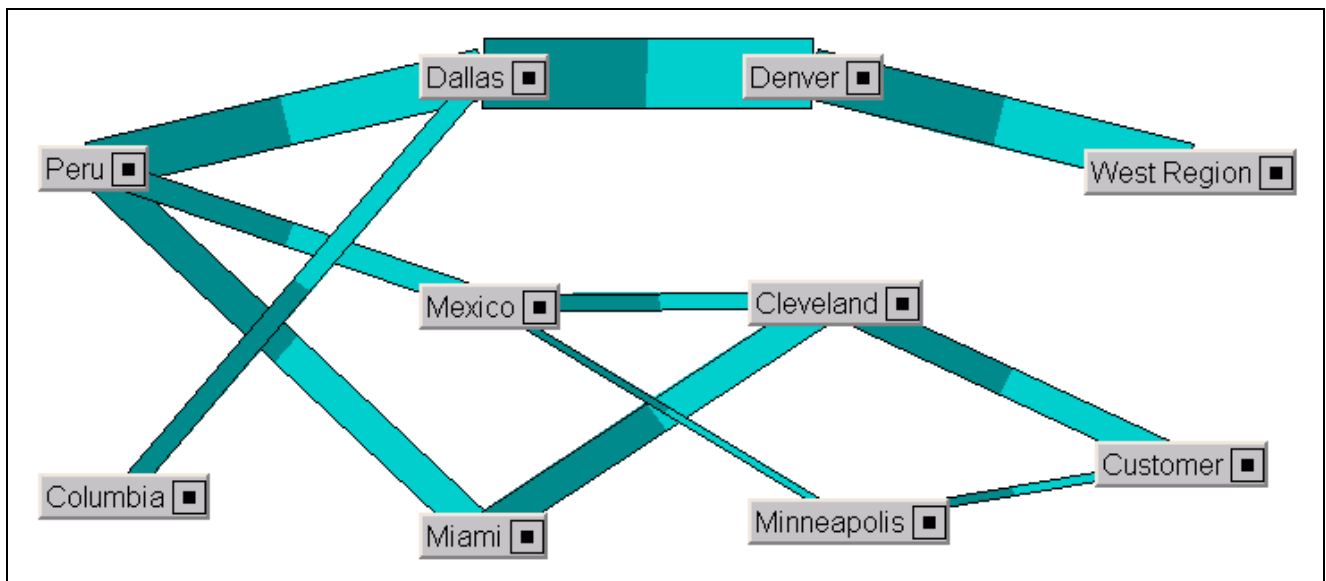 Dallas
Denver
Peru
West Region
Mexico
Cleveland
Columbia
Miami
Minneapolis
Customer